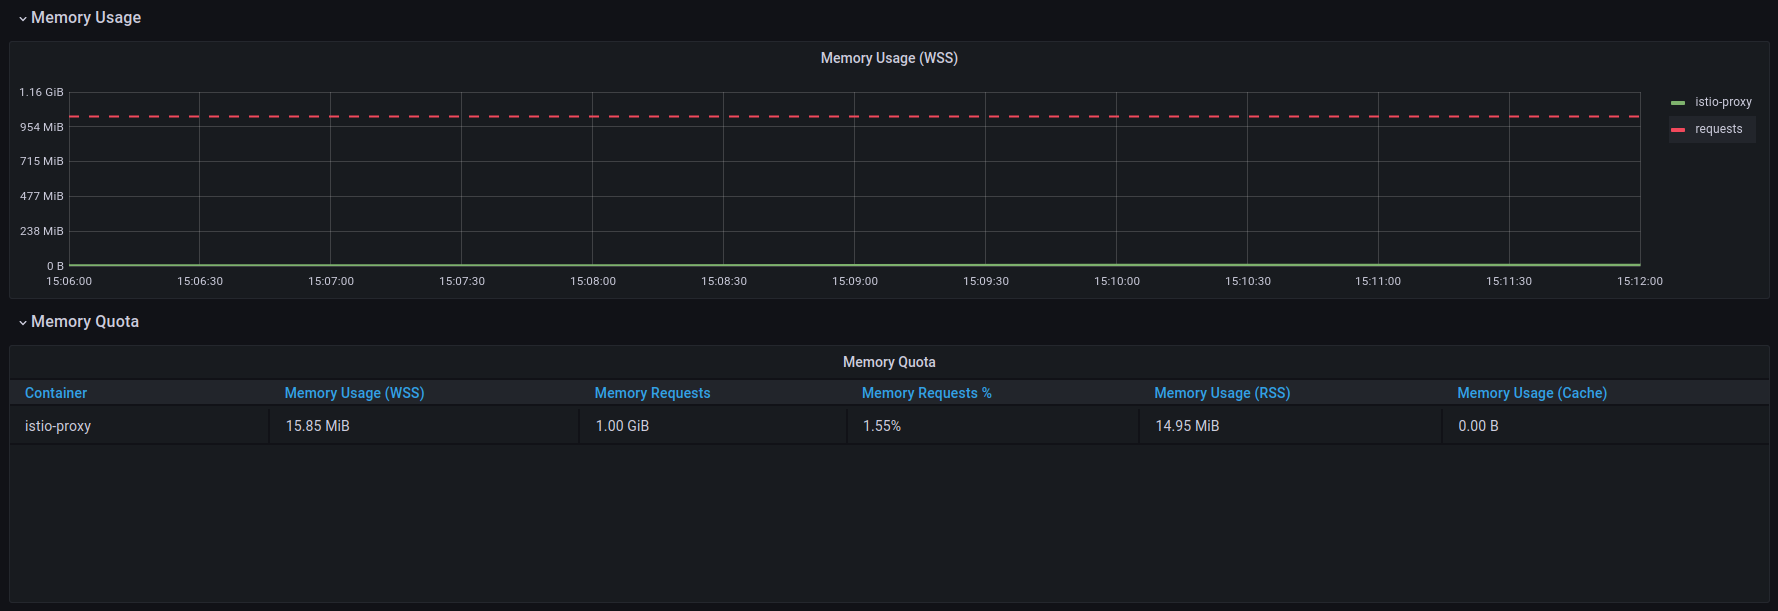 Memory Usage
Memory Usage (WSS)
1.16 GiB
954 MiB
715 MiB
477 MiB
238 MiB
0 B
15:06:00 15:06:30 15:07:00 15:07:30 15:08:00 15:08:30 15:09:00 15:09:30 15:10:00 15:10:30 15:11:00 15:11:30 15:12:00
istio-proxy
requests
Memory Quota
Memory Quota
Container Memory Usage (WSS) Memory Requests Memory Requests % Memory Usage (RSS) Memory Usage (Cache)
istio-proxy 15.85 MiB 1.00 GiB 1.55% 14.95 MiB 0.00 B